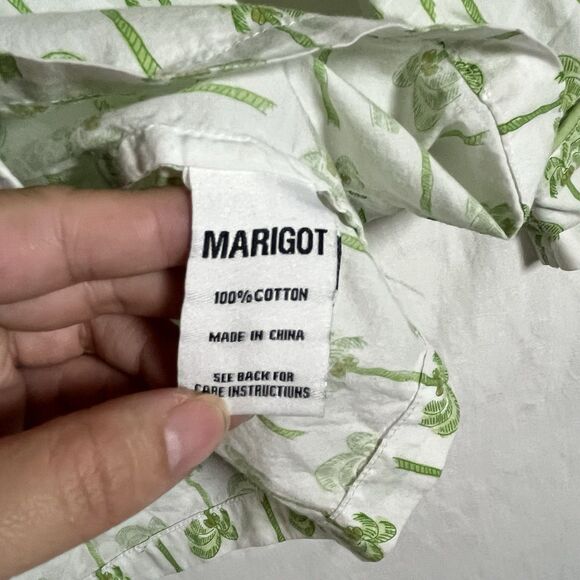 MARIGOT
100% COTTON
MADE IN CHINA
SEE BACK FOR
CARE INSTRUCTIONS